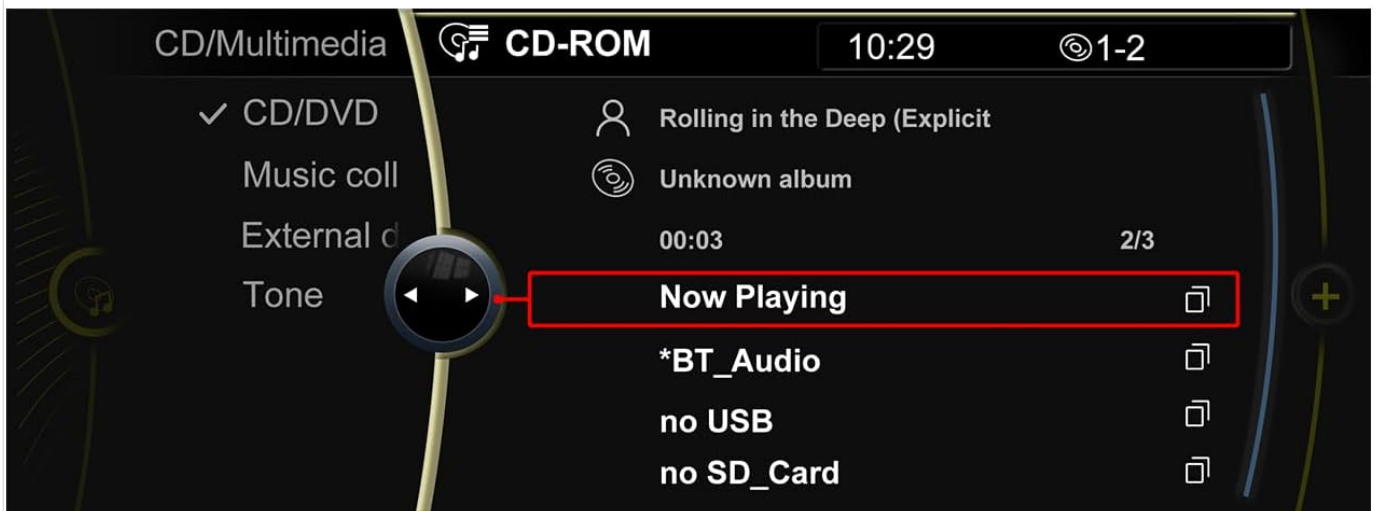 CD/Multimedia CD-ROM 10:29 1-2
CD/DVD Rolling in the Deep (Explicit
Music coll Unknown album
External d 00:03 2/3
Tone Now Playing
*BT_Audio
no USB
no SD_Card